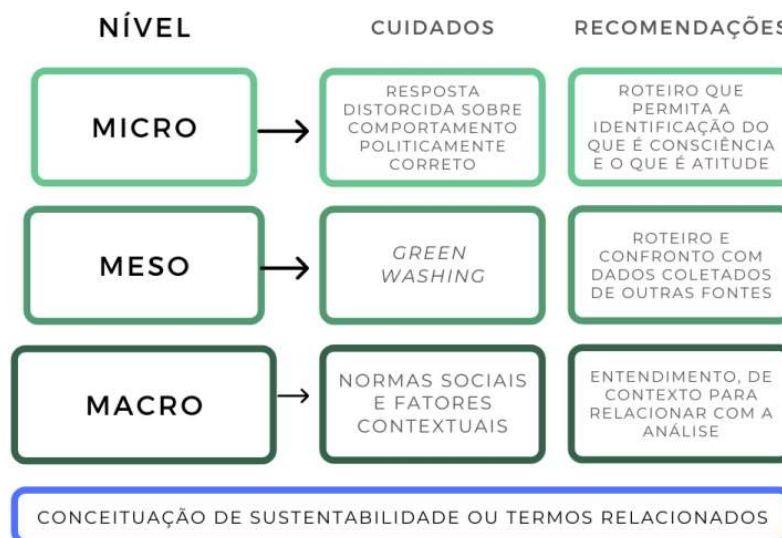 NÍVEL
CUIDADOS
RECOMENDAÇÕES
MICRO
RESPOSTA
DISTORCIDA SOBRE
COMPORTAMENTO
POLITICAMENTE
CORRETO
ROTEIRO QUE
PERMITA A
IDENTIFICAÇÃO DO
QUE É CONSCIÊNCIA
E O QUE É ATITUDE
MESO
GREEN
WASHING
ROTEIRO E
CONFRONTO COM
DADOS COLETADOS
DE OUTRAS FONTES
MACRO
NORMAS SOCIAIS
E FATORES
CONTEXTUAIS
ENTENDIMENTO, DE
CONTEXTO PARA
RELACIONAR COM A
ANÁLISE
CONCEITUAÇÃO DE SUSTENTABILIDADE OU TERMOS RELACIONADOS